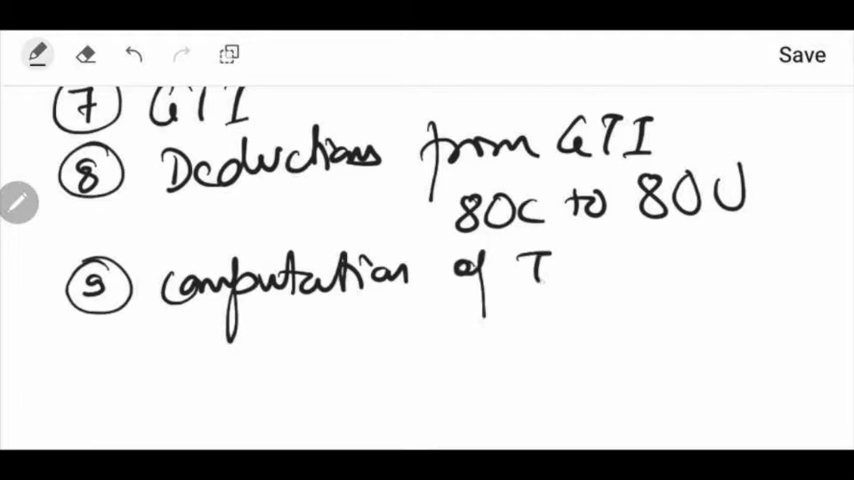 Save
7 GTI
8 Deductions from GTI
80C to 80U
9 Computation of T